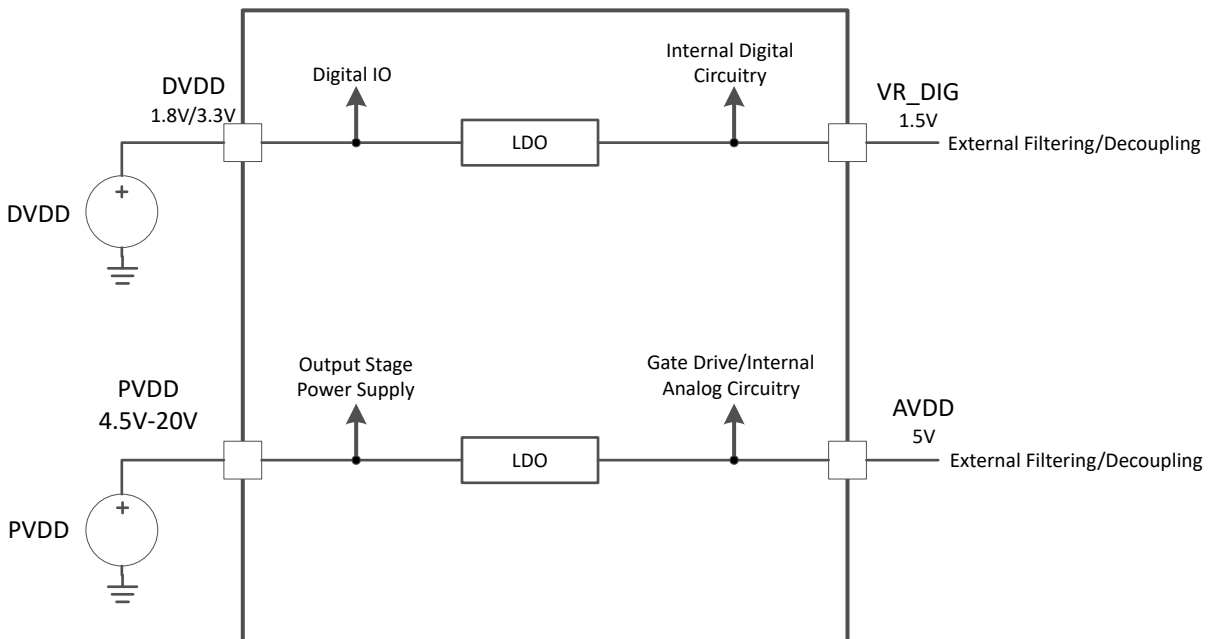 DVDD
1.8V/3.3V
Digital IO
Internal Digital
Circuitry
VR_DIG
1.5V
LDO
External Filtering/Decoupling
+
DVDD
Output Stage
Power Supply
Gate Drive/Internal
Analog Circuitry
PVDD
4.5V-20V
AVDD
5V
LDO
External Filtering/Decoupling
+
PVDD